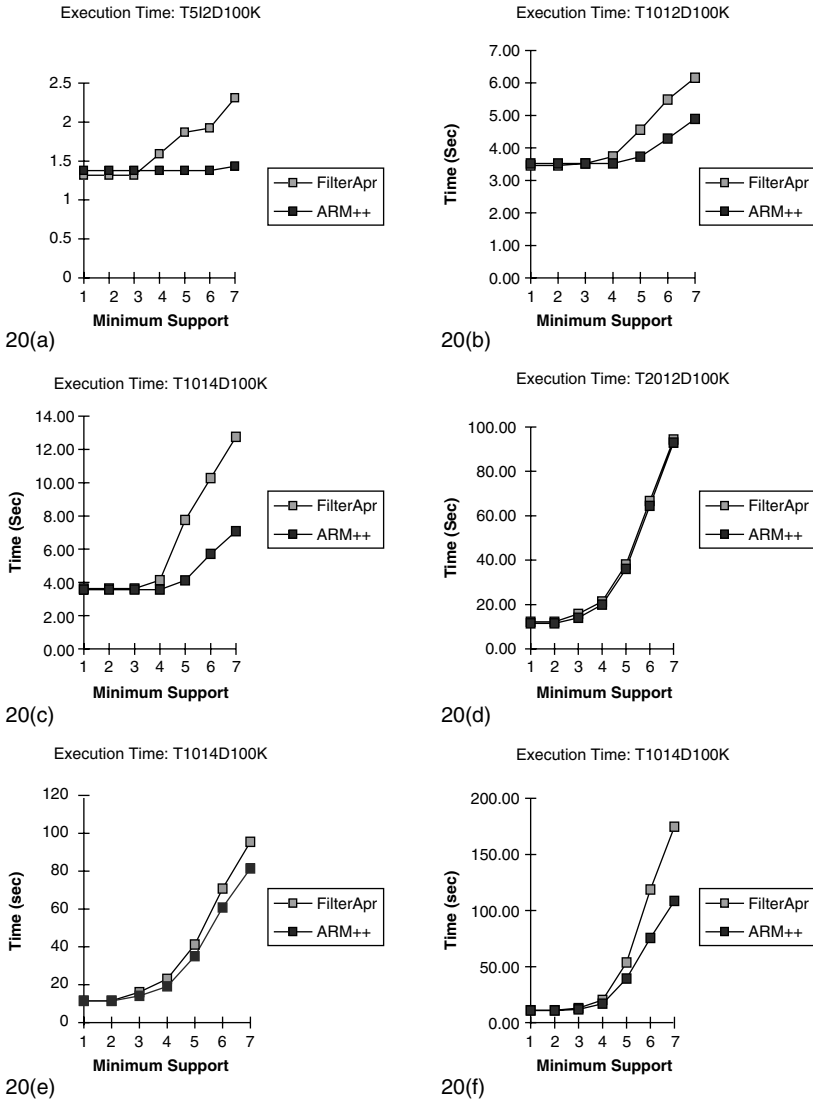 Execution Time: T5I2D100K
2.5
2
1.5
1
0.5
0
1 2 3 4 5 6 7
Minimum Support
FilterApr
ARM++
20(a)
Execution Time: T1012D100K
7.00
6.00
5.00
4.00
3.00
2.00
1.00
0.00
Time (Sec)
1 2 3 4 5 6 7
Minimum Support
FilterApr
ARM++
20(b)
Execution Time: T1014D100K
14.00
12.00
10.00
8.00
6.00
4.00
2.00
0.00
Time (Sec)
1 2 3 4 5 6 7
Minimum Support
FilterApr
ARM++
20(c)
Execution Time: T2012D100K
100.00
80.00
60.00
40.00
20.00
0.00
Time (Sec)
1 2 3 4 5 6 7
Minimum Support
FilterApr
ARM++
20(d)
Execution Time: T1014D100K
120
100
80
60
40
20
0
Time (sec)
1 2 3 4 5 6 7
Minimum Support
FilterApr
ARM++
20(e)
Execution Time: T1014D100K
200.00
150.00
100.00
50.00
0.00
Time (sec)
1 2 3 4 5 6 7
Minimum Support
FilterApr
ARM++
20(f)